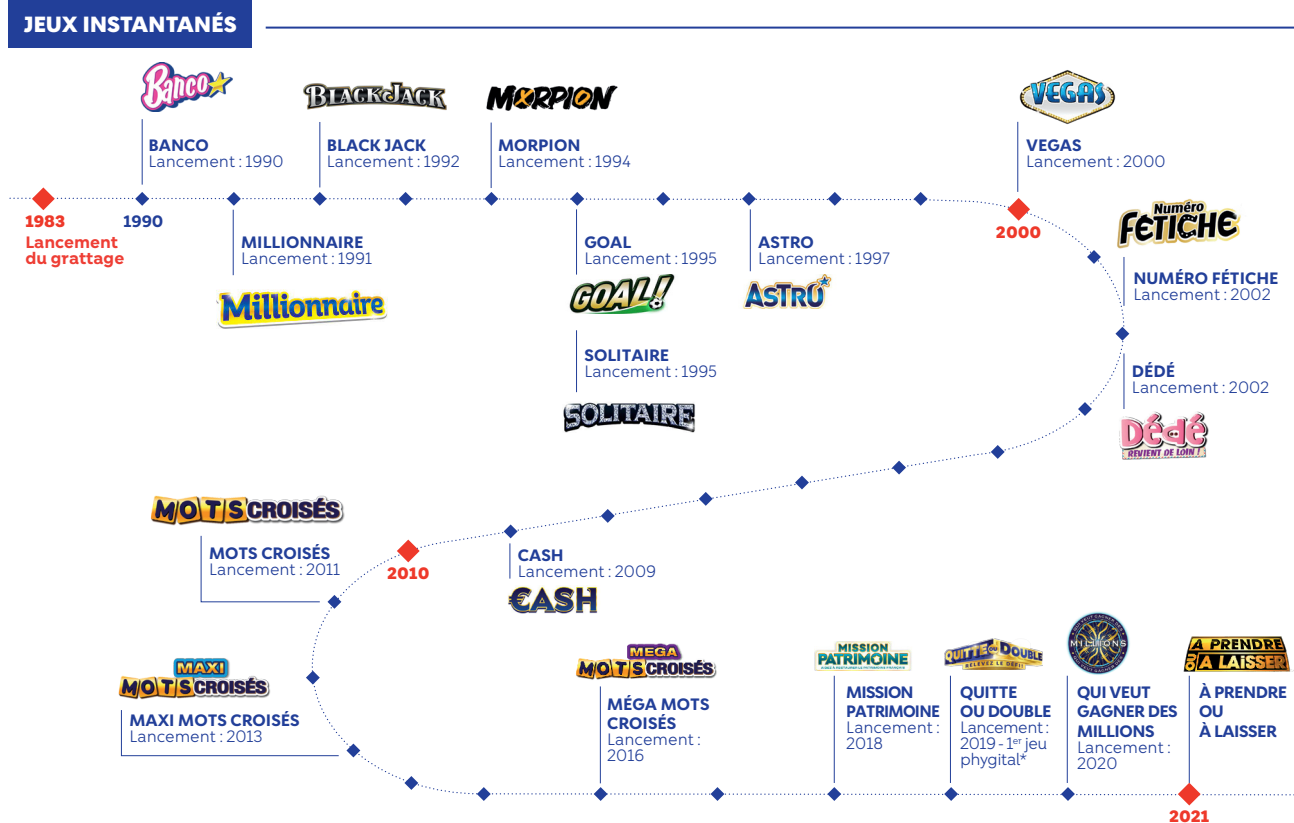 JEUX INSTANTANÉS
Banco
BLACKJACK
MORPION
VEGAS
BANCO
Lancement : 1990
BLACK JACK
Lancement : 1992
MORPION
Lancement : 1994
VEGAS
Lancement : 2000
1983
Lancement
du grattage
1990
2000
MILLIONNAIRE
Lancement : 1991
Millionnaire
GOAL
Lancement : 1995
GOAL!
ASTRO
Lancement : 1997
ASTRO
SOLITAIRE
Lancement : 1995
SOLITAIRE
Numéro
FÉTICHE
NUMÉRO FÉTICHE
Lancement : 2002
DÉDÉ
Lancement : 2002
Dédé
REVIENT DE LOIN !
MOTS CROISÉS
MOTS CROISÉS
Lancement : 2011
2010
CASH
Lancement : 2009
€ASH
MAXI
MOTS CROISÉS
MAXI MOTS CROISÉS
Lancement : 2013
MEGA
MOTS CROISÉS
MÉGA MOTS
CROISÉS
Lancement :
2016
MISSION
PATRIMOINE
MISSION
PATRIMOINE
Lancement :
2018
QUITTE OU DOUBLE
RELEVEZ LE DÉFI !
QUITTE
OU DOUBLE
Lancement :
2019 - 1er jeu
phygital*
QUI VEUT GAGNER DES
MILLIONS
QUI VEUT
GAGNER DES
MILLIONS
Lancement :
2020
À PRENDRE
OU
À LAISSER
À PRENDRE
OU
À LAISSER
2021